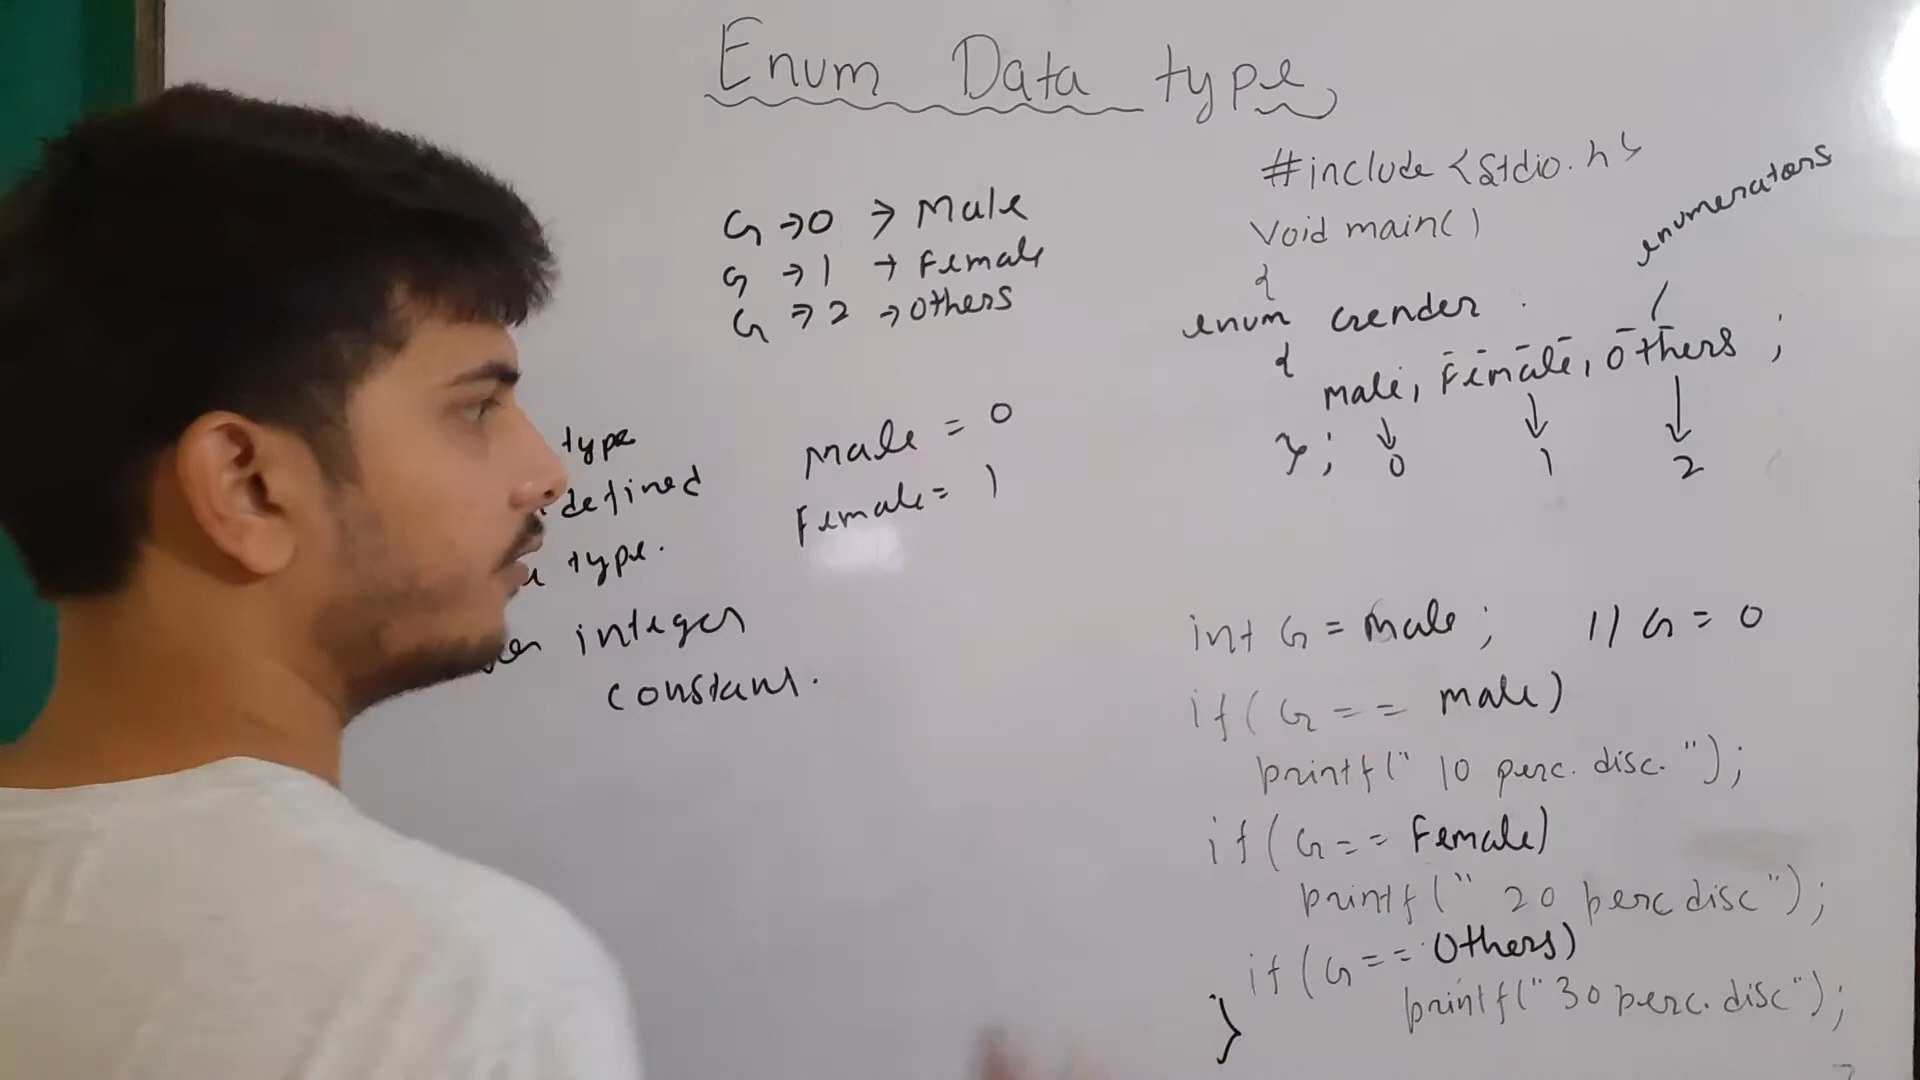 Enum Data type
G → 0 → Male
G → 1 → Female
G → 2 → Others
type
defined
type.
integer
constant.
Male = 0
Female = 1
#include <stdio.h>
Void main()
{
enumerators
enum Gender
{
male, Female, Others ;
} ;
0 1 2
int G = Male ; // G = 0
if ( G == male)
printf(" 10 perc. disc. ");
if ( G == Female)
printf(" 20 perc disc ");
if ( G == Others)
printf("30 perc. disc");
}